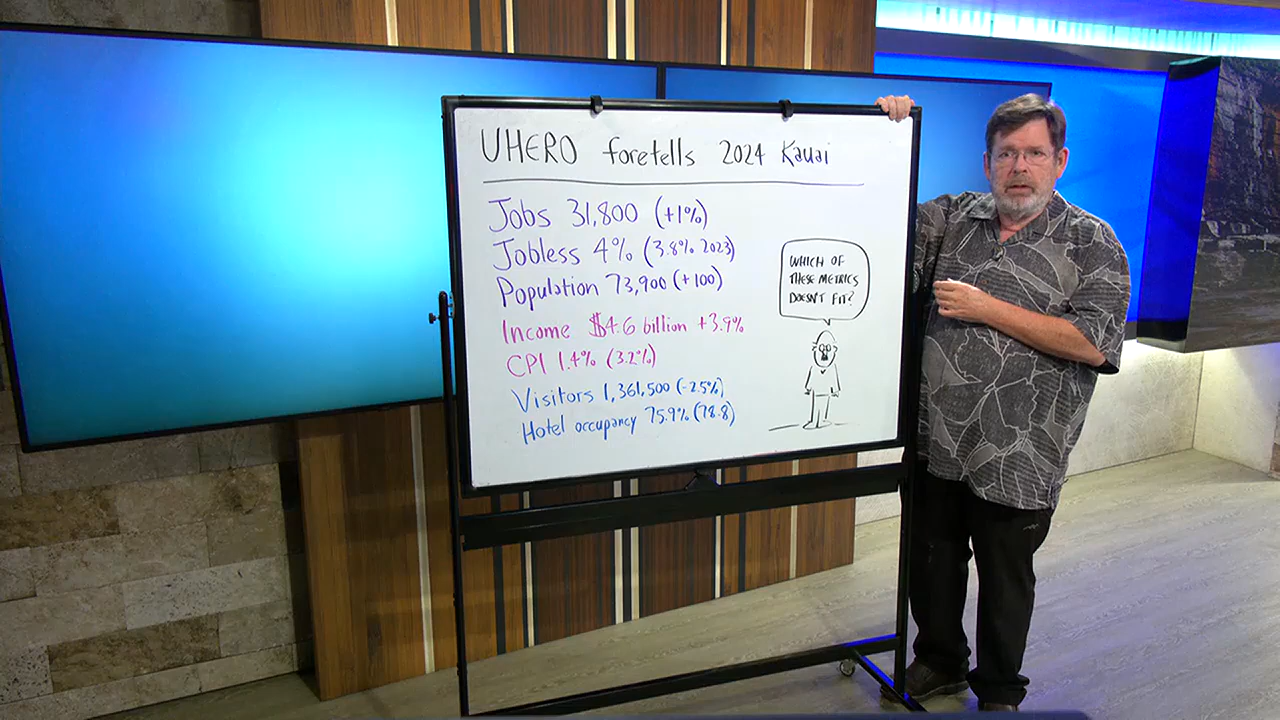 UHERO foretells 2024 Kauai
Jobs 31,800 (+1%)
Jobless 4% (3.8% 2023)
Population 73,900 (+100)
Income $4.6 billion +3.9%
CPI 1.4% (3.2%)
Visitors 1,361,500 (-2.5%)
Hotel occupancy 75.9% (78.8)
WHICH OF
THESE METRICS
DOESN'T FIT?